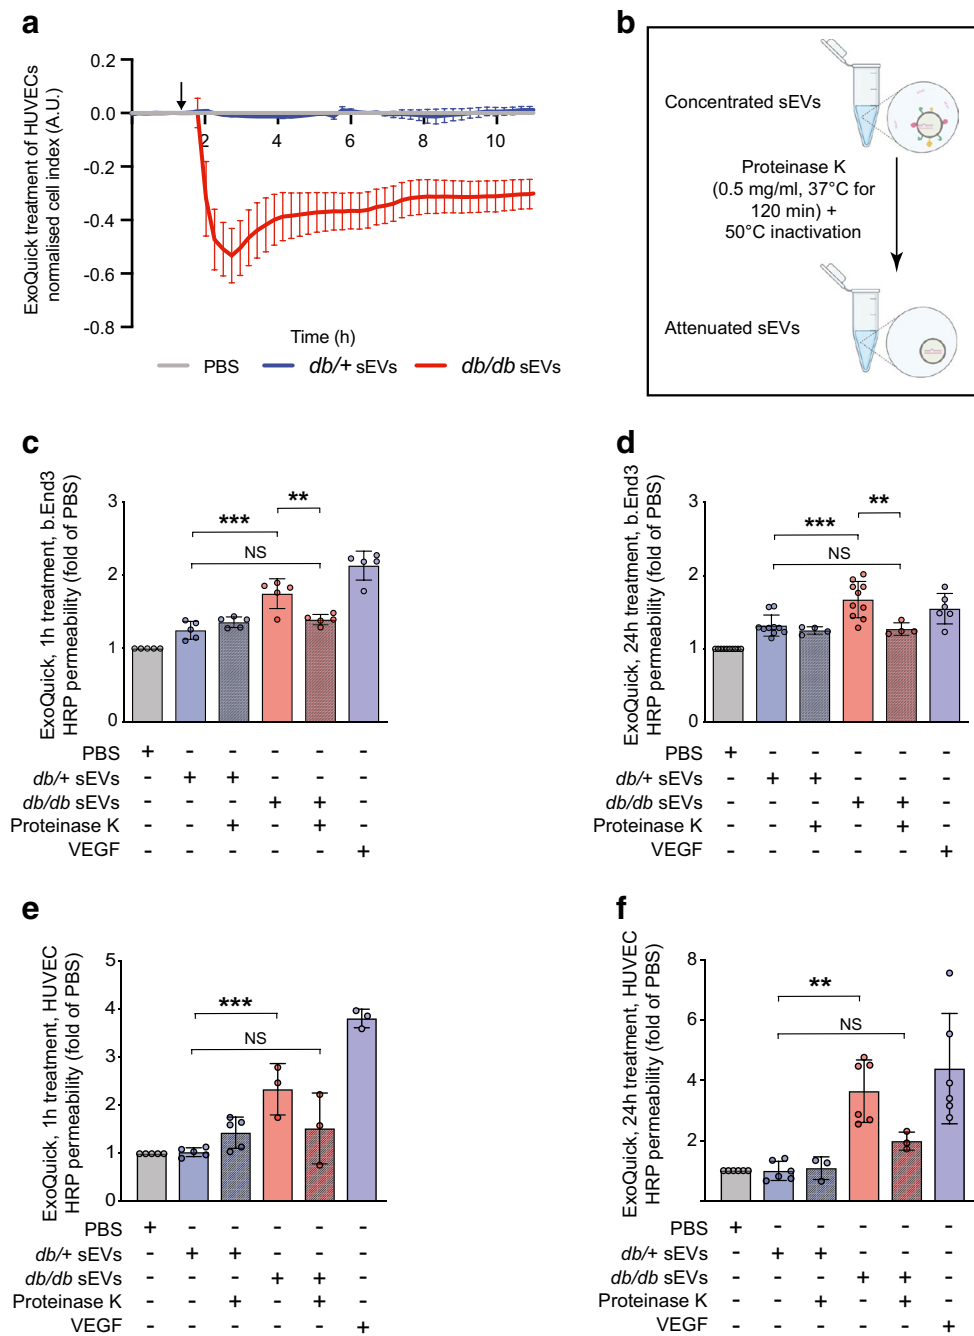 a
ExoQuick treatment of HUVECs
normalised cell index (A.U.)
0.2
0.0
-0.2
-0.4
-0.6
-0.8
2
4
6
8
10
Time (h)
PBS
db/+ sEVs
db/db sEVs
b
Concentrated sEVs
Proteinase K
(0.5 mg/ml, 37°C for
120 min) +
50°C inactivation
Attenuated sEVs
c
ExoQuick, 1h treatment, b.End3
HRP permeability (fold of PBS)
3
2
1
0
***
**
NS
PBS + - - - - -
db/+ sEVs - + + - - -
db/db sEVs - - - + + -
Proteinase K - - + - + -
VEGF - - - - - +
d
ExoQuick, 24h treatment, b.End3
HRP permeability (fold of PBS)
3
2
1
0
***
**
NS
PBS + - - - - -
db/+ sEVs - + + - - -
db/db sEVs - - - + + -
Proteinase K - - + - + -
VEGF - - - - - +
e
ExoQuick, 1h treatment, HUVEC
HRP permeability (fold of PBS)
5
4
3
2
1
0
***
NS
PBS + - - - - -
db/+ sEVs - + + - - -
db/db sEVs - - - + + -
Proteinase K - - + - + -
VEGF - - - - - +
f
ExoQuick, 24h treatment, HUVEC
HRP permeability (fold of PBS)
8
6
4
2
0
**
NS
PBS + - - - - -
db/+ sEVs - + + - - -
db/db sEVs - - - + + -
Proteinase K - - + - + -
VEGF - - - - - +